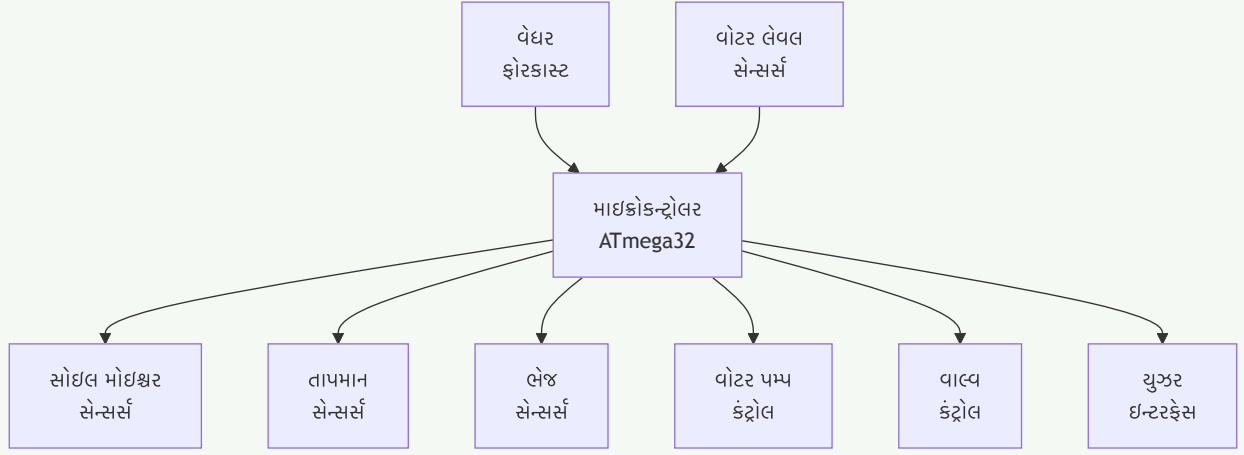 વેધર
ફોરકાસ્ટ
વોટર લેવલ
સેન્સર્સ
માઇક્રોકન્ટ્રોલર
ATmega32
સોઇલ મોઇશ્ચર
સેન્સર્સ
તાપમાન
સેન્સર્સ
ભેજ
સેન્સર્સ
વોટર પમ્પ
કંટ્રોલ
વાલ્વ
કંટ્રોલ
યુઝર
ઇન્ટરફેસ